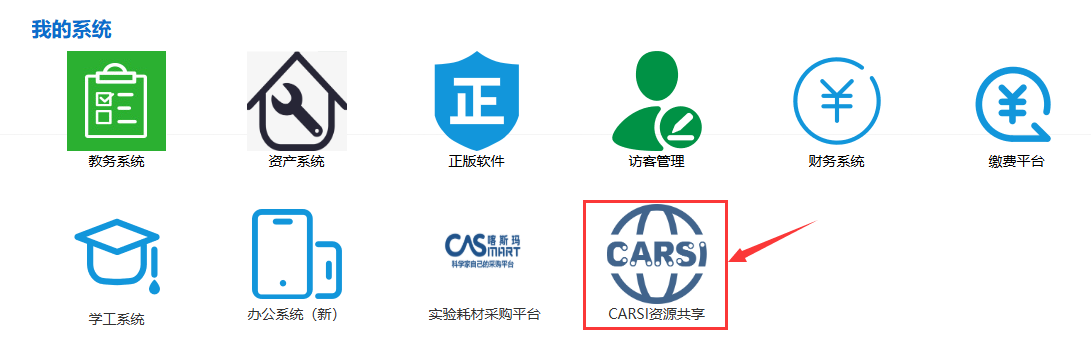 我的系统
正
教务系统
资产系统
正版软件
访客管理
财务系统
缴费平台
CAS喀斯玛
MART
科学家自己的采购平台
CARSI
学工系统
办公系统（新）
实验耗材采购平台
CARSI资源共享